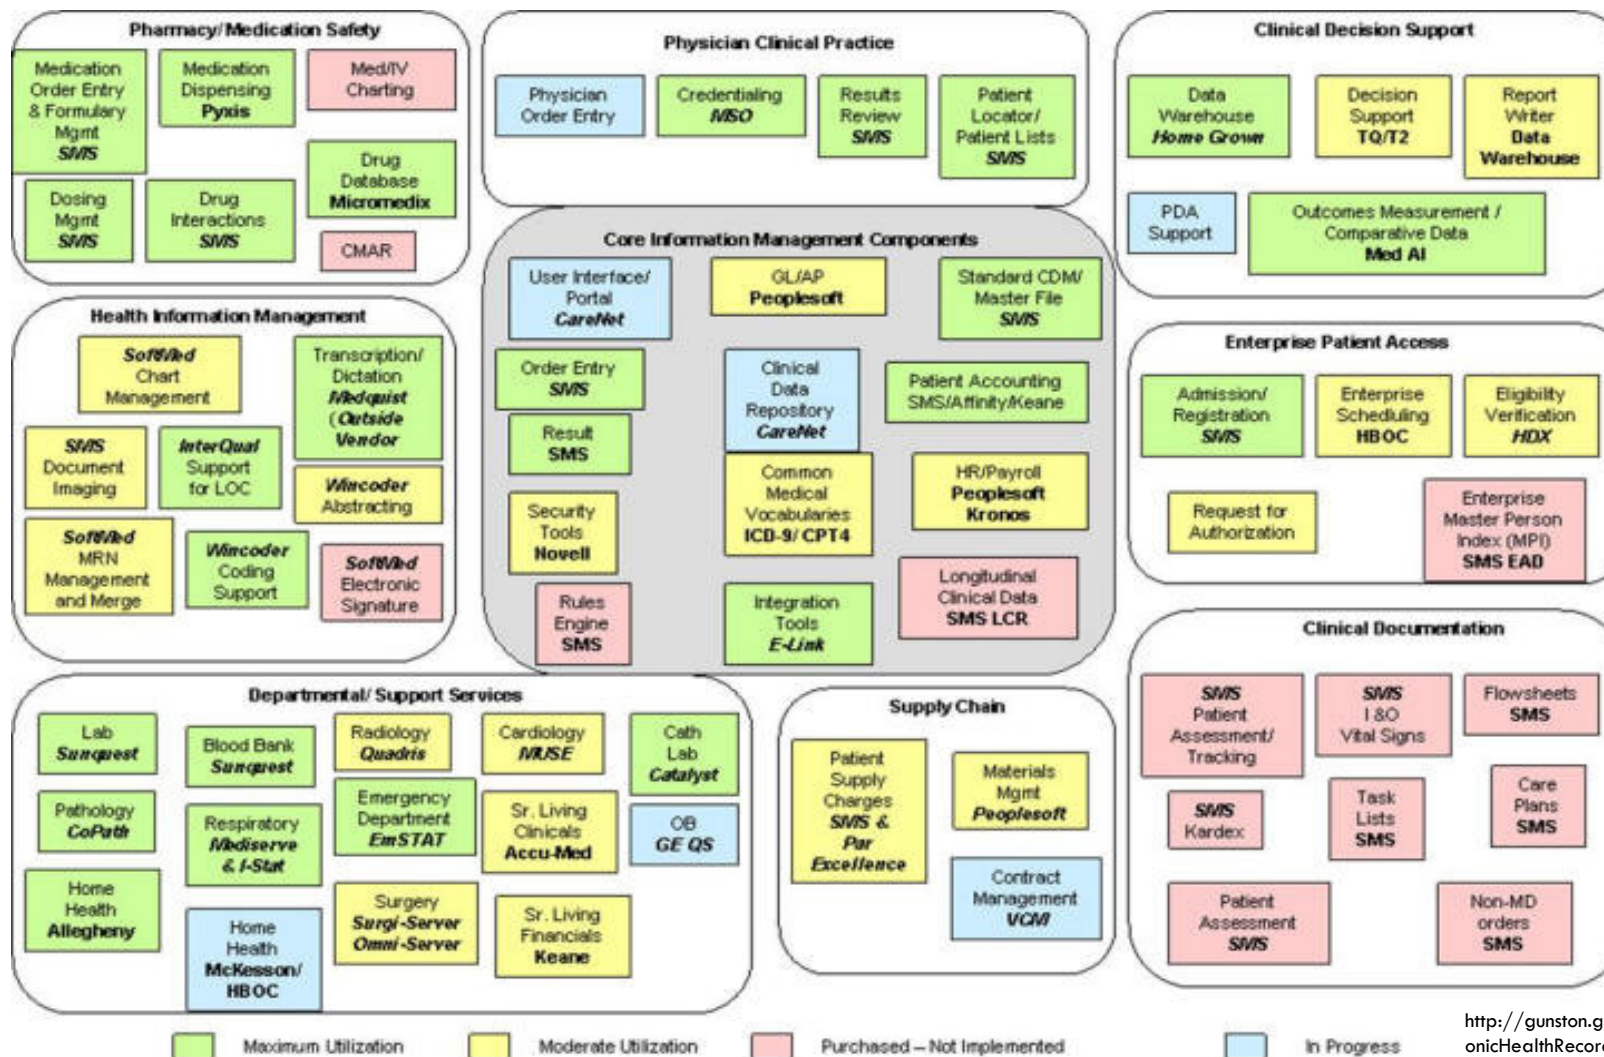 Pharmacy/Medication Safety
Medication
Order Entry
& Formulary
Mgmt
SMS
Medication
Dispensing
Pyxis
Med/IV
Charting
Dosing
Mgmt
SMS
Drug
Interactions
SMS
Drug
Database
Micromedix
CMAR
Physician Clinical Practice
Physician
Order Entry
Credentialing
MSO
Results
Review
SMS
Patient
Locator/
Patient Lists
SMS
Clinical Decision Support
Data
Warehouse
Home Grown
Decision
Support
TQ/T2
Report
Writer
Data
Warehouse
PDA
Support
Outcomes Measurement /
Comparative Data
Med AI
Health Information Management
SoftMed
Chart
Management
Transcription/
Dictation
Medquist
(Outside
Vendor
SMS
Document
Imaging
InterQual
Support
for LOC
Wincoder
Abstracting
SoftMed
MRN
Management
and Merge
Wincoder
Coding
Support
SoftMed
Electronic
Signature
Core Information Management Components
User Interface/
Portal
CareNet
GL/AP
Peoplesoft
Standard CDM/
Master File
SMS
Order Entry
SMS
Clinical
Data
Repository
CareNet
Patient Accounting
SMS/Affinity/Keane
Result
SMS
Common
Medical
Vocabularies
ICD-9/ CPT4
HR/Payroll
Peoplesoft
Kronos
Security
Tools
Novell
Rules
Engine
SMS
Integration
Tools
E-Link
Longitudinal
Clinical Data
SMS LCR
Enterprise Patient Access
Admission/
Registration
SMS
Enterprise
Scheduling
HBOC
Eligibility
Verification
HDX
Request for
Authorization
Enterprise
Master Person
Index (MPI)
SMS EAD
Departmental/ Support Services
Lab
Sunquest
Blood Bank
Sunquest
Radiology
Quadris
Cardiology
MUSE
Cath
Lab
Catalyst
Pathology
CoPath
Respiratory
Mediserve
& I-Stat
Emergency
Department
EmSTAT
Sr. Living
Clinicals
Accu-Med
OB
GE QS
Home
Health
Allegheny
Home
Health
McKesson/
HBOC
Surgery
Surgi-Server
Omni-Server
Sr. Living
Financials
Keane
Supply Chain
Patient
Supply
Charges
SMS &
Par
Excellence
Materials
Mgmt
Peoplesoft
Contract
Management
VCMI
Clinical Documentation
SMS
Patient
Assessment/
Tracking
SMS
I &O
Vital Signs
Flowsheets
SMS
SMS
Kardex
Task
Lists
SMS
Care
Plans
SMS
Patient
Assessment
SMS
Non-MD
orders
SMS
Maximum Utilization
Moderate Utilization
Purchased – Not Implemented
In Progress
http://gunston.g
onicHealthRecor